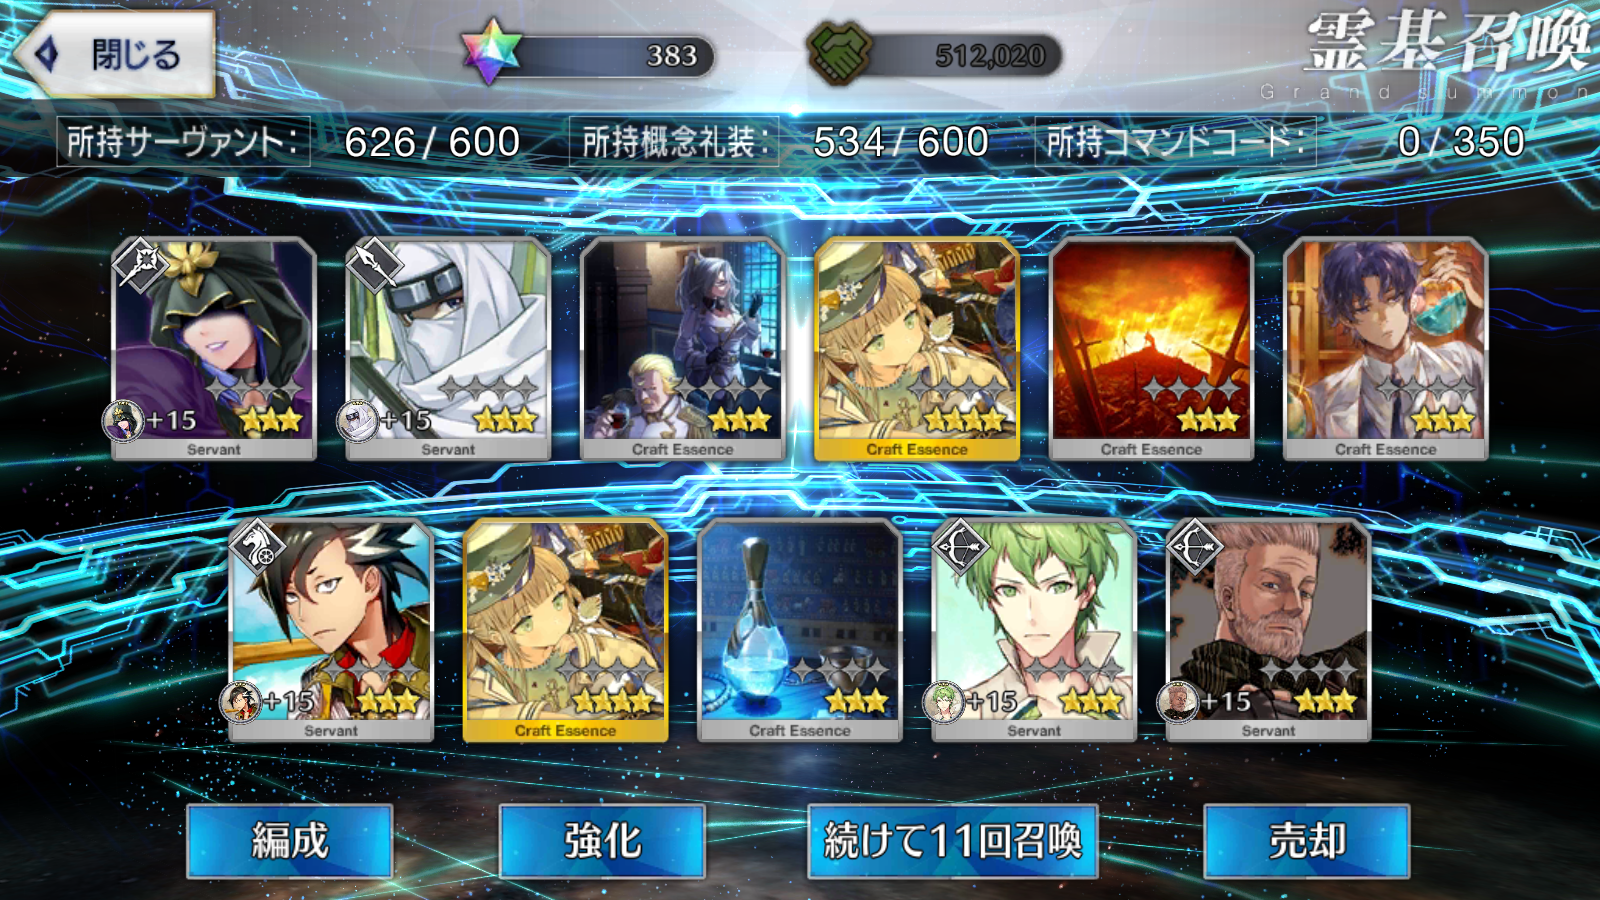 閉じる
383
512,020
霊基召喚
Grand summon
所持サーヴァント: 626 / 600
所持概念礼装: 534 / 600
所持コマンドコード: 0 / 350
+15
+15
Servant
Servant
Craft Essence
Craft Essence
Craft Essence
Craft Essence
+15
+15
+15
Servant
Craft Essence
Craft Essence
Servant
Servant
編成
強化
続けて11回召喚
売却